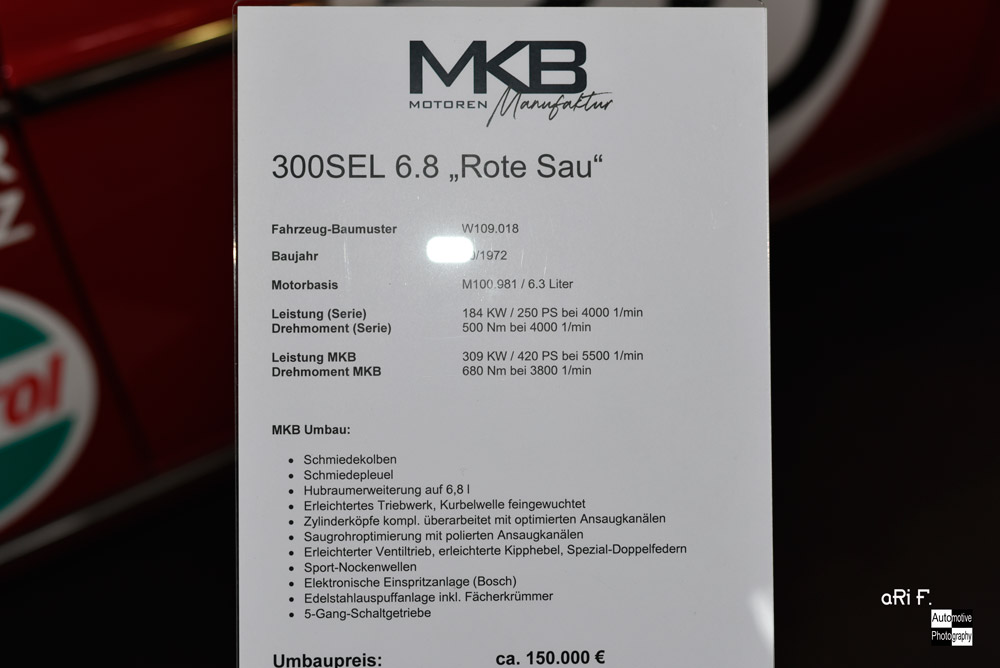 MKB
MOTOREN Manufaktur
300SEL 6.8 „Rote Sau“
Fahrzeug-Baumuster W109.018
Baujahr /1972
Motorbasis M100.981 / 6.3 Liter
Leistung (Serie) 184 KW / 250 PS bei 4000 1/min
Drehmoment (Serie) 500 Nm bei 4000 1/min
Leistung MKB 309 KW / 420 PS bei 5500 1/min
Drehmoment MKB 680 Nm bei 3800 1/min
MKB Umbau:
• Schmiedekolben
• Schmiedepleuel
• Hubraumerweiterung auf 6,8 l
• Erleichtertes Triebwerk, Kurbelwelle feingewuchtet
• Zylinderköpfe kompl. überarbeitet mit optimierten Ansaugkanälen
• Saugrohroptimierung mit polierten Ansaugkanälen
• Erleichterter Ventiltrieb, erleichterte Kipphebel, Spezial-Doppelfedern
• Sport-Nockenwellen
• Elektronische Einspritzanlage (Bosch)
• Edelstahlauspuffanlage inkl. Fächerkrümmer
• 5-Gang-Schaltgetriebe
Umbaupreis: ca. 150.000 €
aRi F.
Automotive
Photography